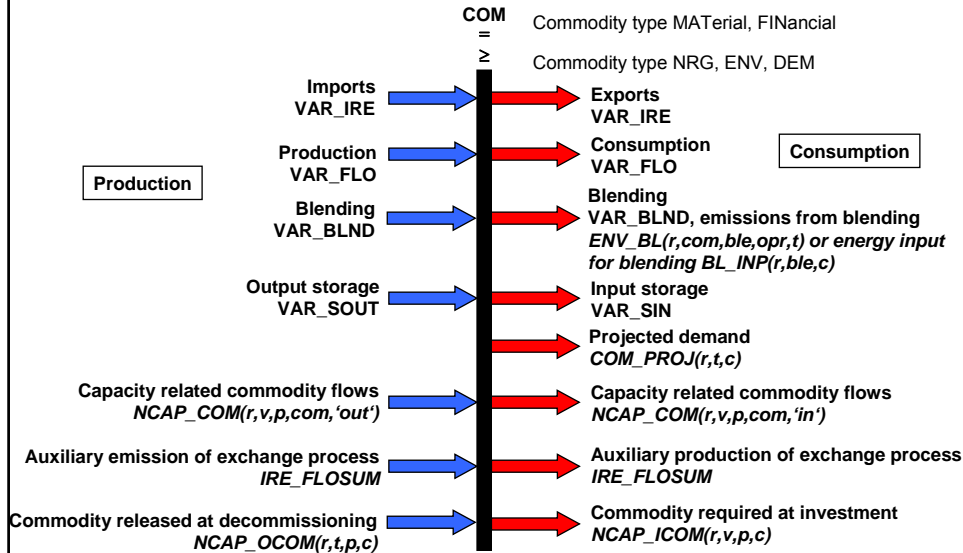 COM
=
≥
Commodity type MATerial, FINancial
Commodity type NRG, ENV, DEM
Production
Consumption
Imports
VAR_IRE
Exports
VAR_IRE
Production
VAR_FLO
Consumption
VAR_FLO
Blending
VAR_BLND
Blending
VAR_BLND, emissions from blending
ENV_BL(r,com,ble,opr,t) or energy input
for blending BL_INP(r,ble,c)
Output storage
VAR_SOUT
Input storage
VAR_SIN
Projected demand
COM_PROJ(r,t,c)
Capacity related commodity flows
NCAP_COM(r,v,p,com,‘out‘)
Capacity related commodity flows
NCAP_COM(r,v,p,com,‘in‘)
Auxiliary emission of exchange process
IRE_FLOSUM
Auxiliary production of exchange process
IRE_FLOSUM
Commodity released at decommissioning
NCAP_OCOM(r,t,p,c)
Commodity required at investment
NCAP_ICOM(r,v,p,c)